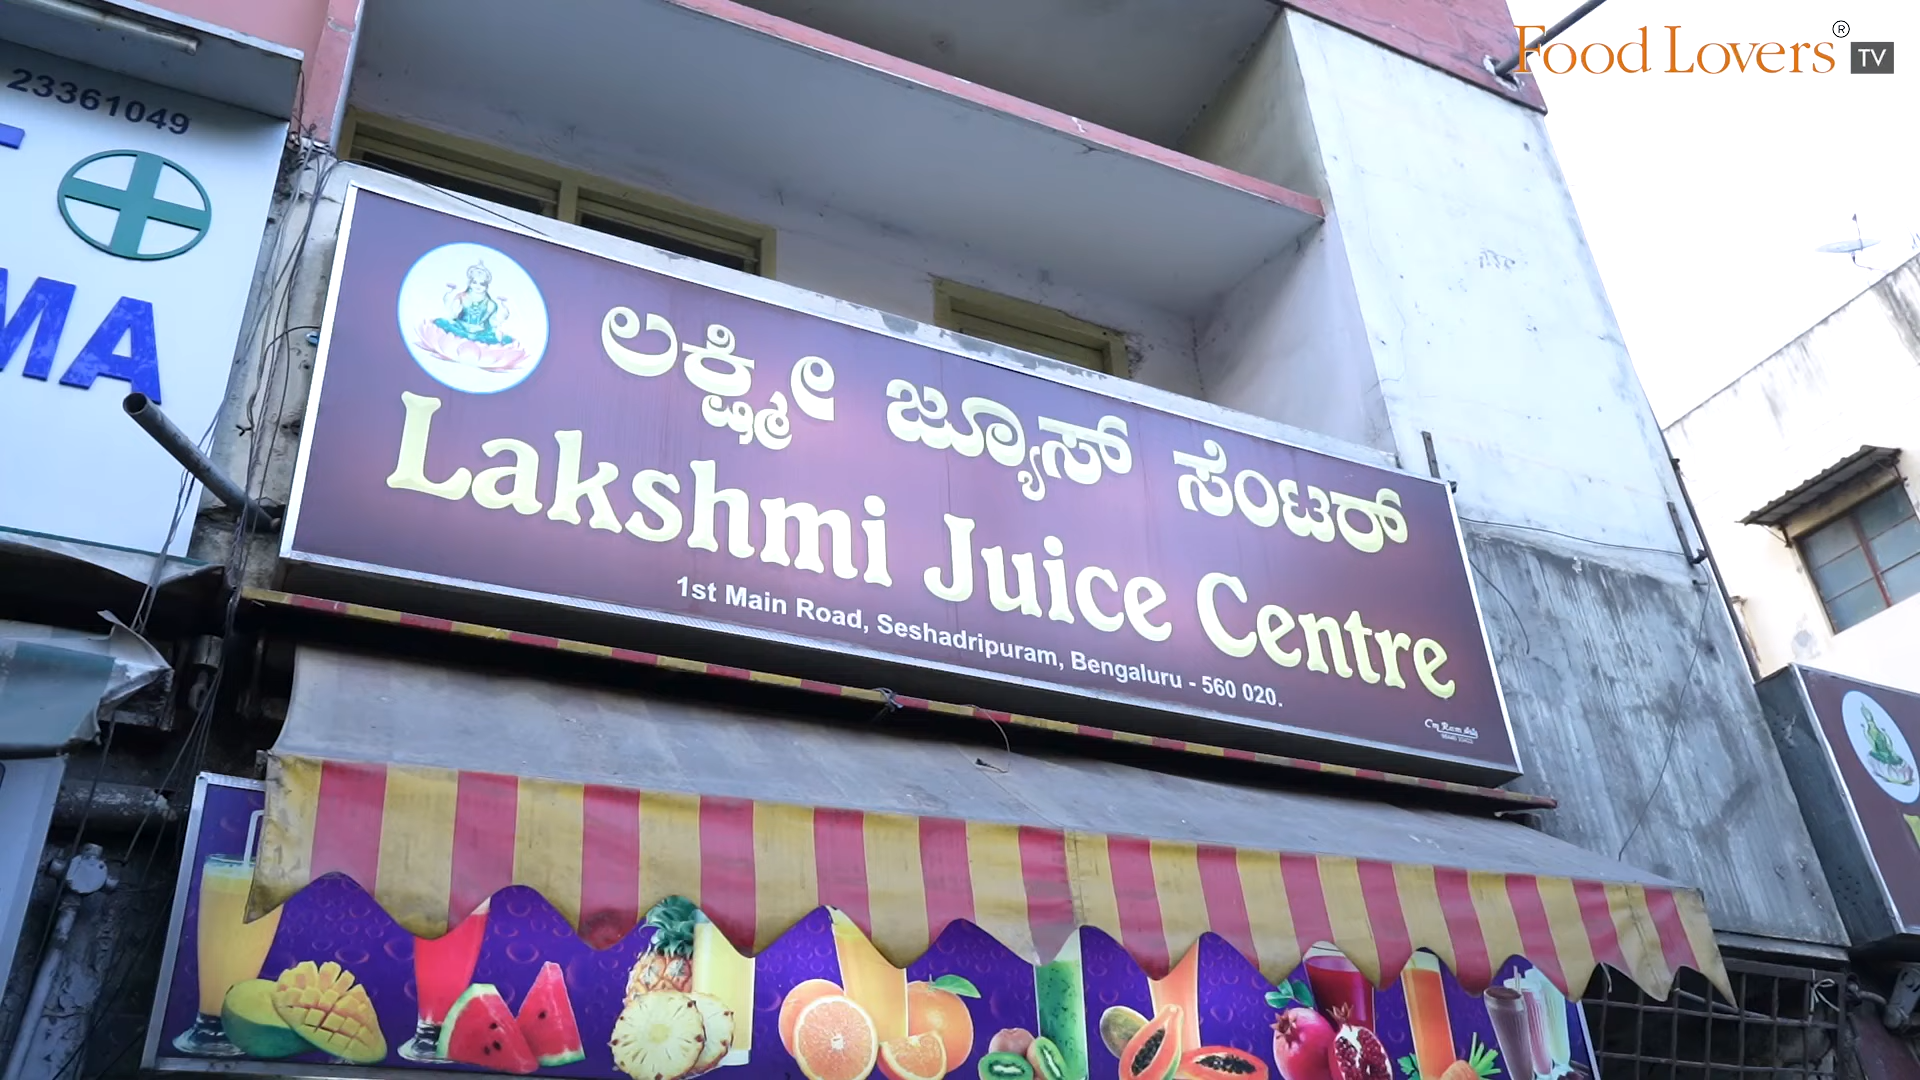 Food Lovers® TV
23361049
MA
ಲಕ್ಷ್ಮೀ ಜ್ಯೂಸ್ ಸೆಂಟರ್
Lakshmi Juice Centre
1st Main Road, Seshadripuram, Bengaluru - 560 020.